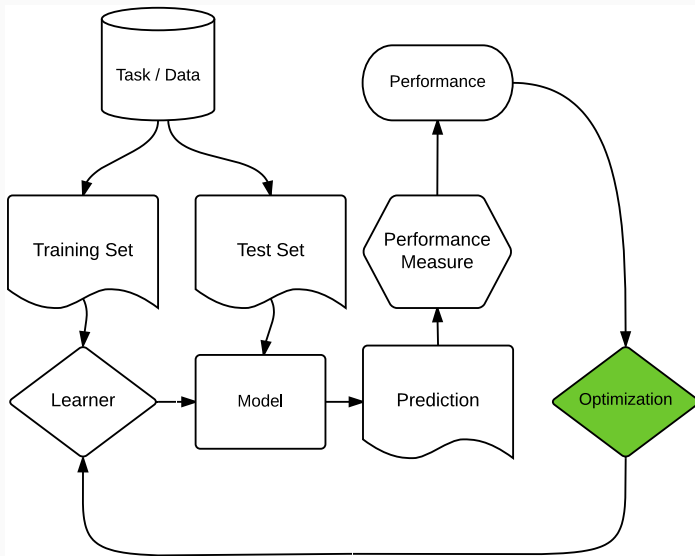 Task / Data
Performance
Training Set
Test Set
Performance
Measure
Learner
Model
Prediction
Optimization